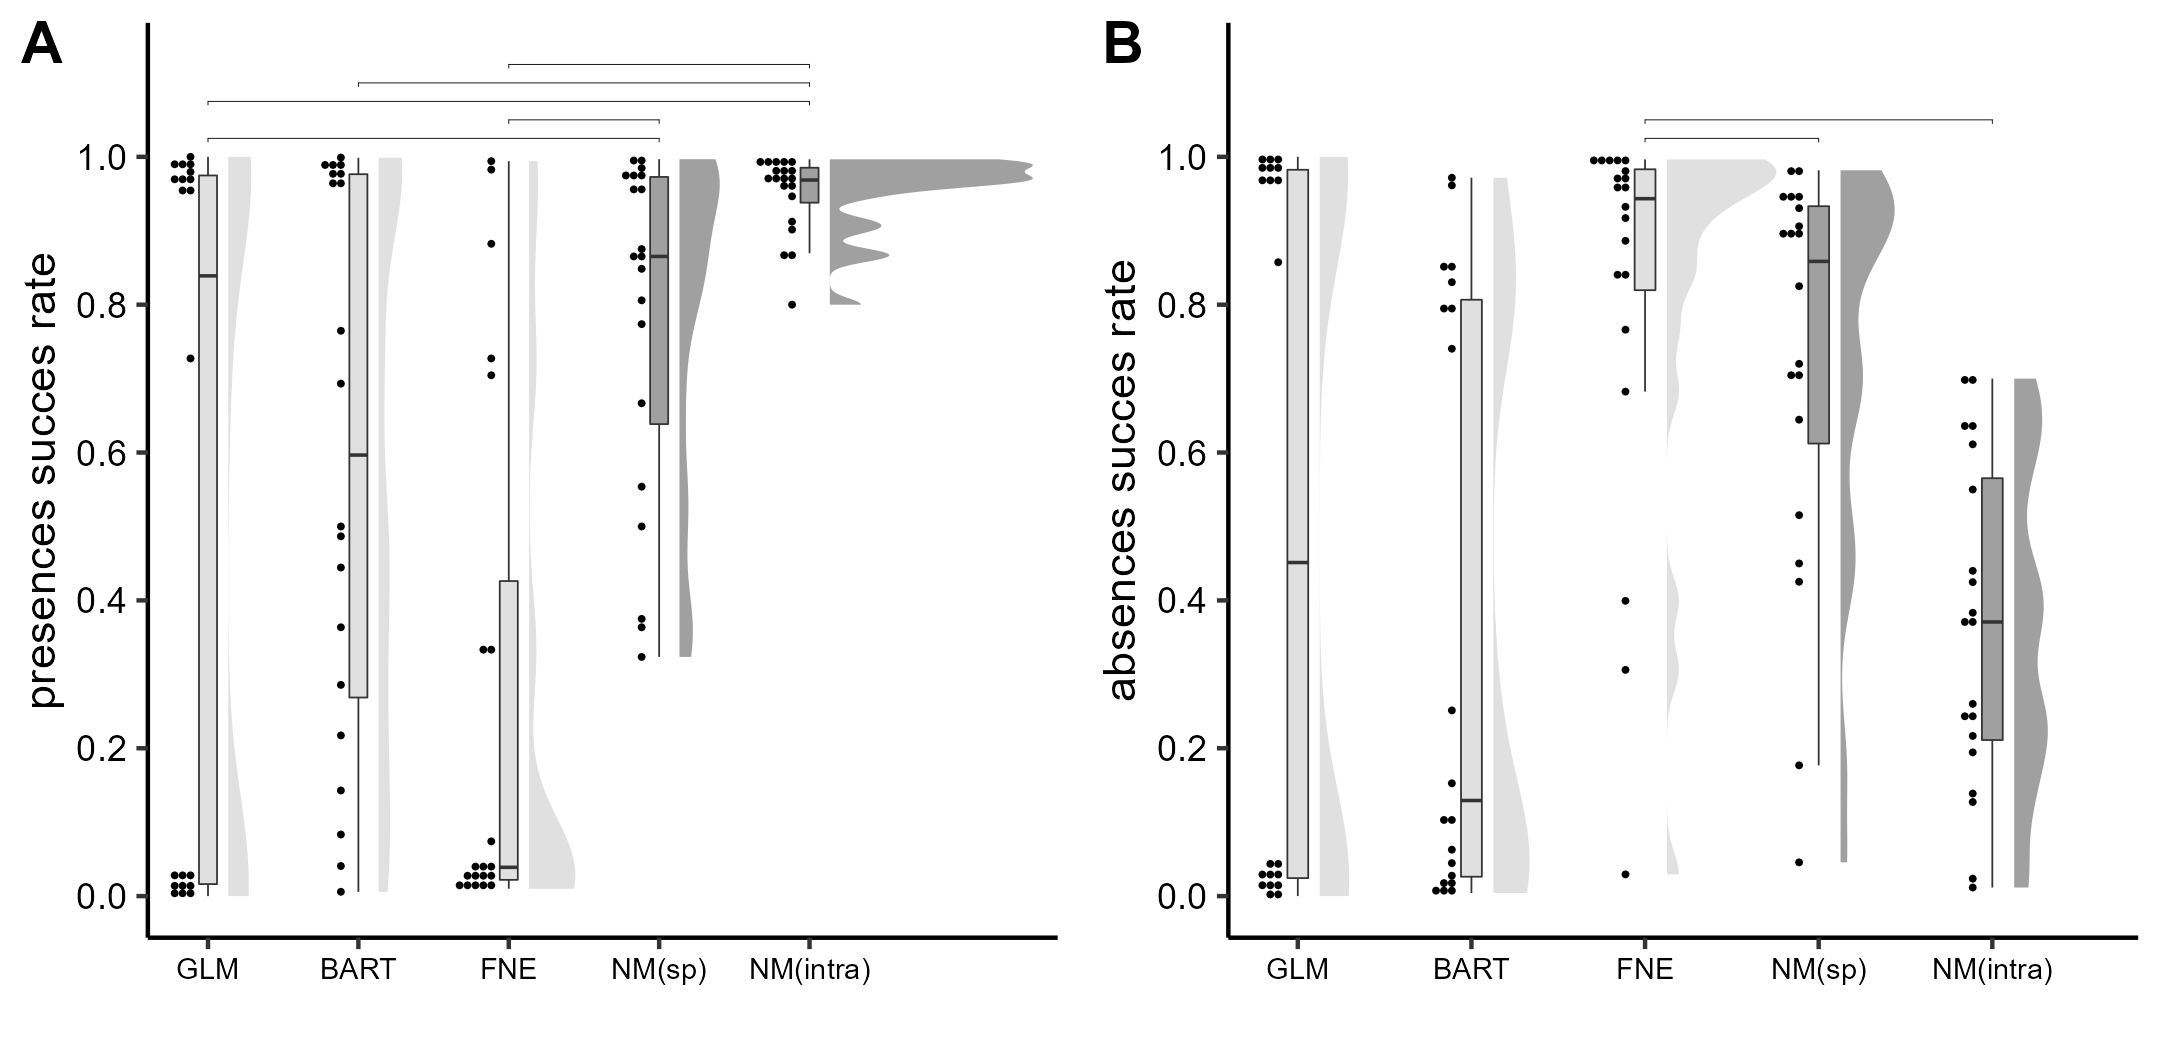 A
presences succes rate
1.0
0.8
0.6
0.4
0.2
0.0
GLM BART FNE NM(sp) NM(intra)
B
absences succes rate
1.0
0.8
0.6
0.4
0.2
0.0
GLM BART FNE NM(sp) NM(intra)